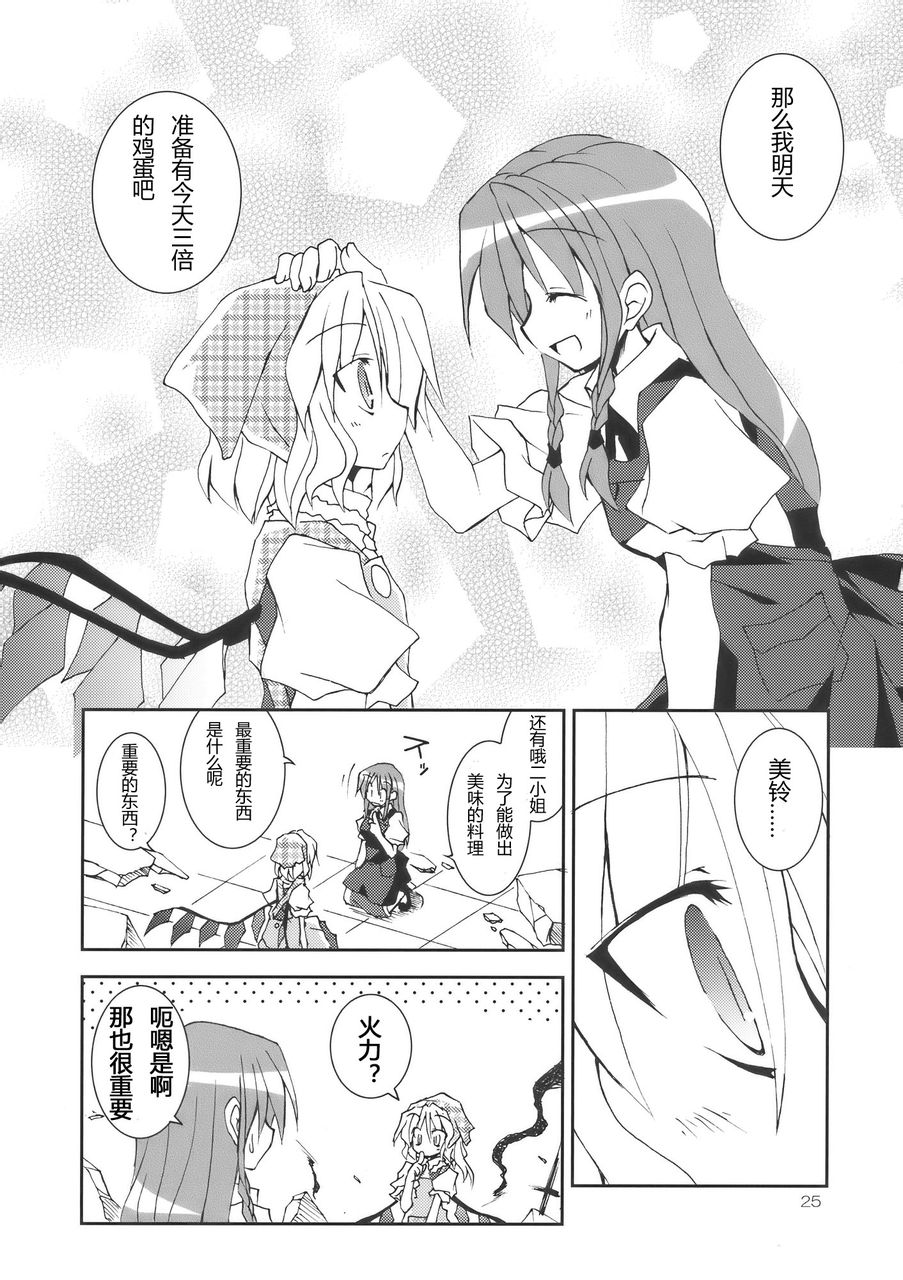 那么我明天
准备有今天三倍
的鸡蛋吧
美铃……
还有哦二小姐
为了能做出
美味的料理
スッ
最重要的东西
是什么呢
重要的东西？
火力？
呃嗯是啊
那也很重要
25